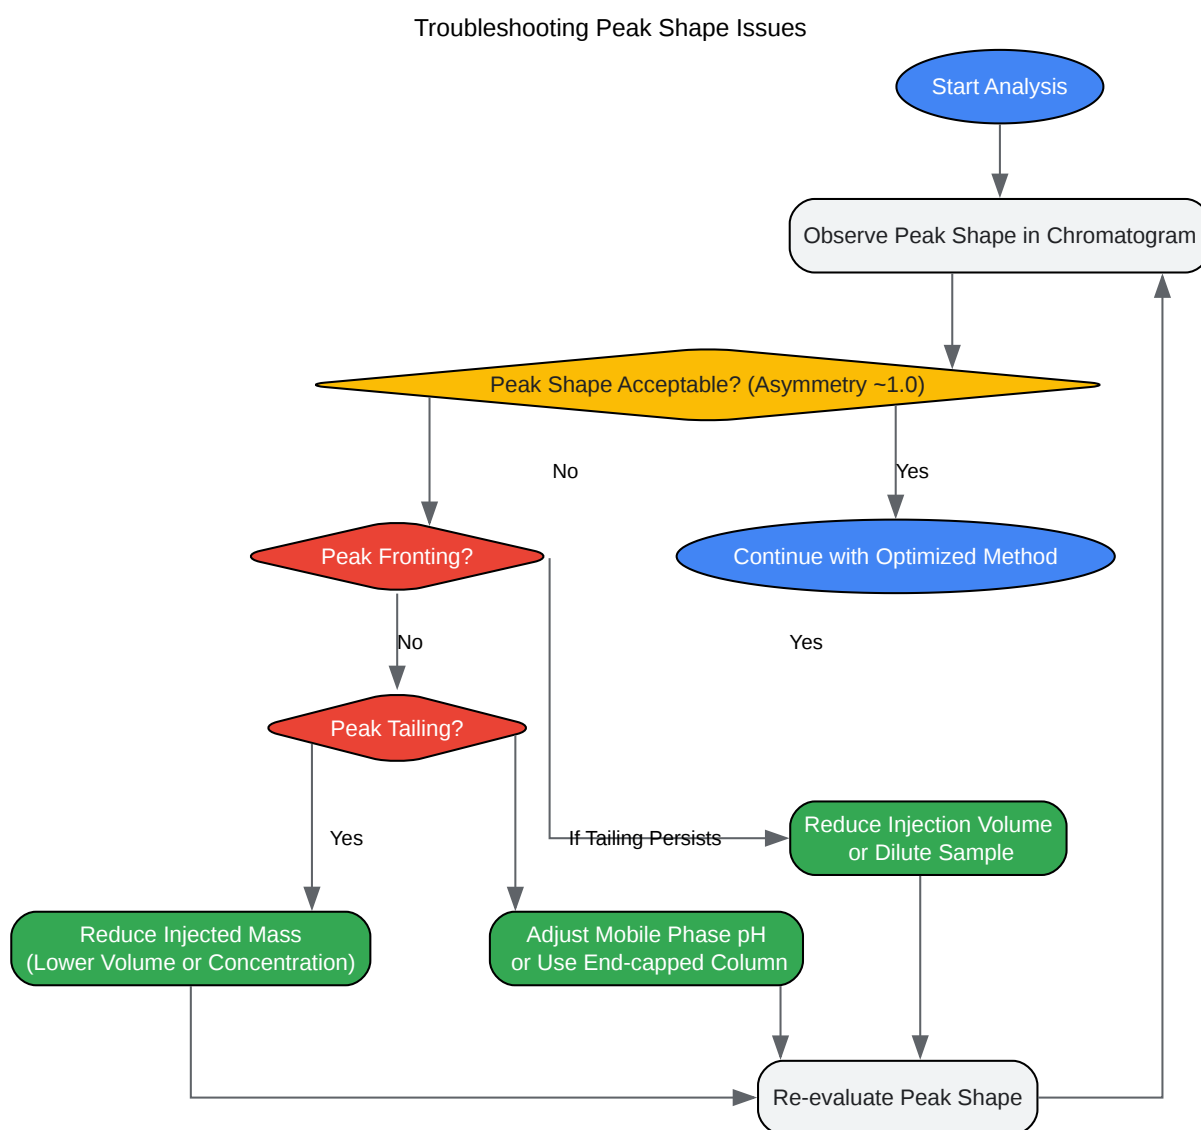 Troubleshooting Peak Shape Issues
Start Analysis
Observe Peak Shape in Chromatogram
Peak Shape Acceptable? (Asymmetry ~1.0)
No
Yes
Peak Fronting?
Continue with Optimized Method
No
Yes
Peak Tailing?
Yes
If Tailing Persists
Reduce Injection Volume
or Dilute Sample
Reduce Injected Mass
(Lower Volume or Concentration)
Adjust Mobile Phase pH
or Use End-capped Column
Re-evaluate Peak Shape